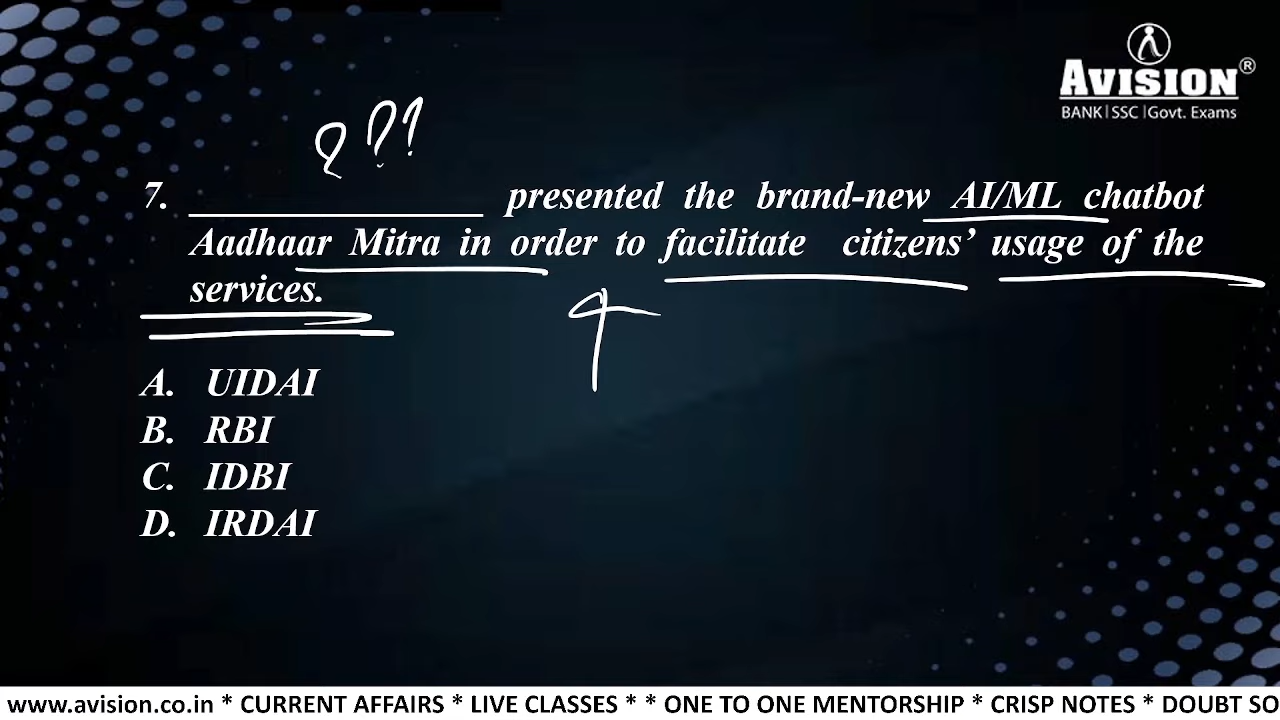 AVISION®
BANK|SSC|Govt. Exams
???
7. ____________ presented the brand-new AI/ML chatbot
Aadhaar Mitra in order to facilitate citizens’ usage of the
services.
A. UIDAI
B. RBI
C. IDBI
D. IRDAI
www.avision.co.in * CURRENT AFFAIRS * LIVE CLASSES * * ONE TO ONE MENTORSHIP * CRISP NOTES * DOUBT SO